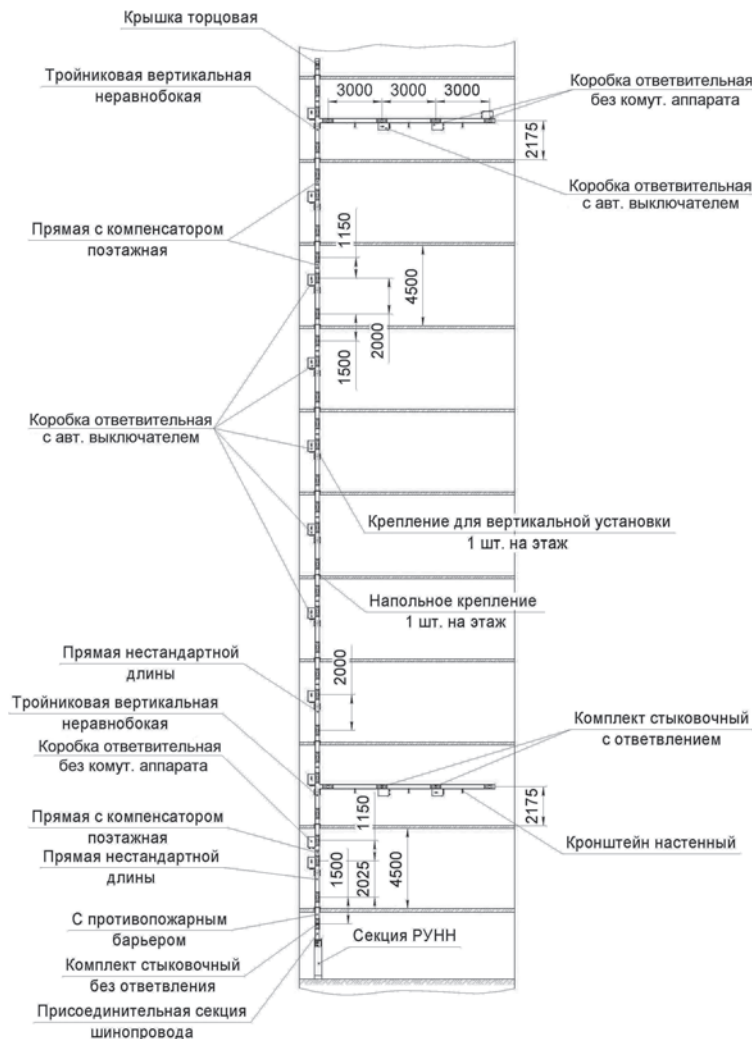 Крышка торцовая
Тройниковая вертикальная
неравнобокая
3000
3000
3000
Коробка ответвительная
без комут. аппарата
2175
Коробка ответвительная
с авт. выключателем
Прямая с компенсатором
поэтажная
1150
4500
2000
1500
Коробка ответвительная
с авт. выключателем
Крепление для вертикальной установки
1 шт. на этаж
Напольное крепление
1 шт. на этаж
Прямая нестандартной
длины
2000
Тройниковая вертикальная
неравнобокая
Комплект стыковочный
с ответвлением
Коробка ответвительная
без комут. аппарата
2175
1150
Прямая с компенсатором
поэтажная
Кронштейн настенный
Прямая нестандартной
длины
1500
2025
4500
С противопожарным
барьером
Секция РУНН
Комплект стыковочный
без ответвления
Присоединительная секция
шинопровода